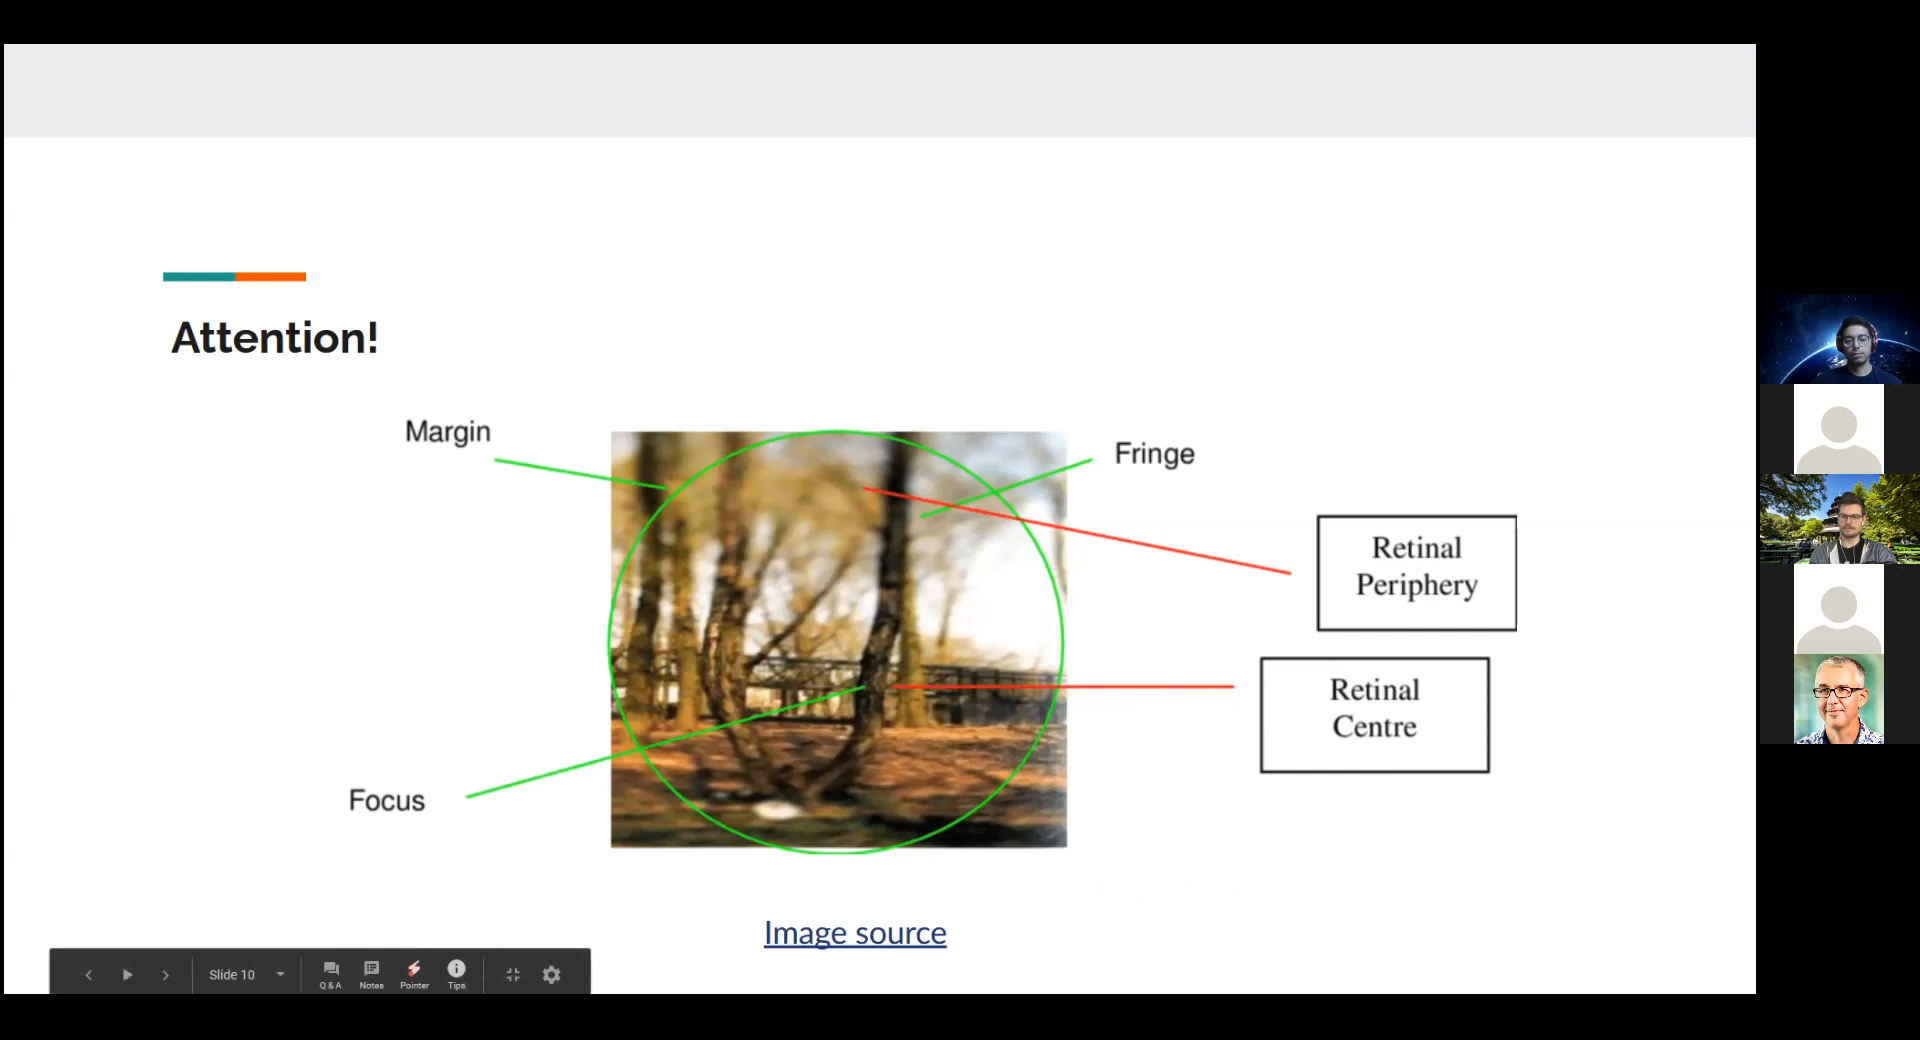 Attention!
Margin
Fringe
Retinal
Periphery
Retinal
Centre
Focus
Image source
Slide 10
Q & A
Notes
Pointer
Tips